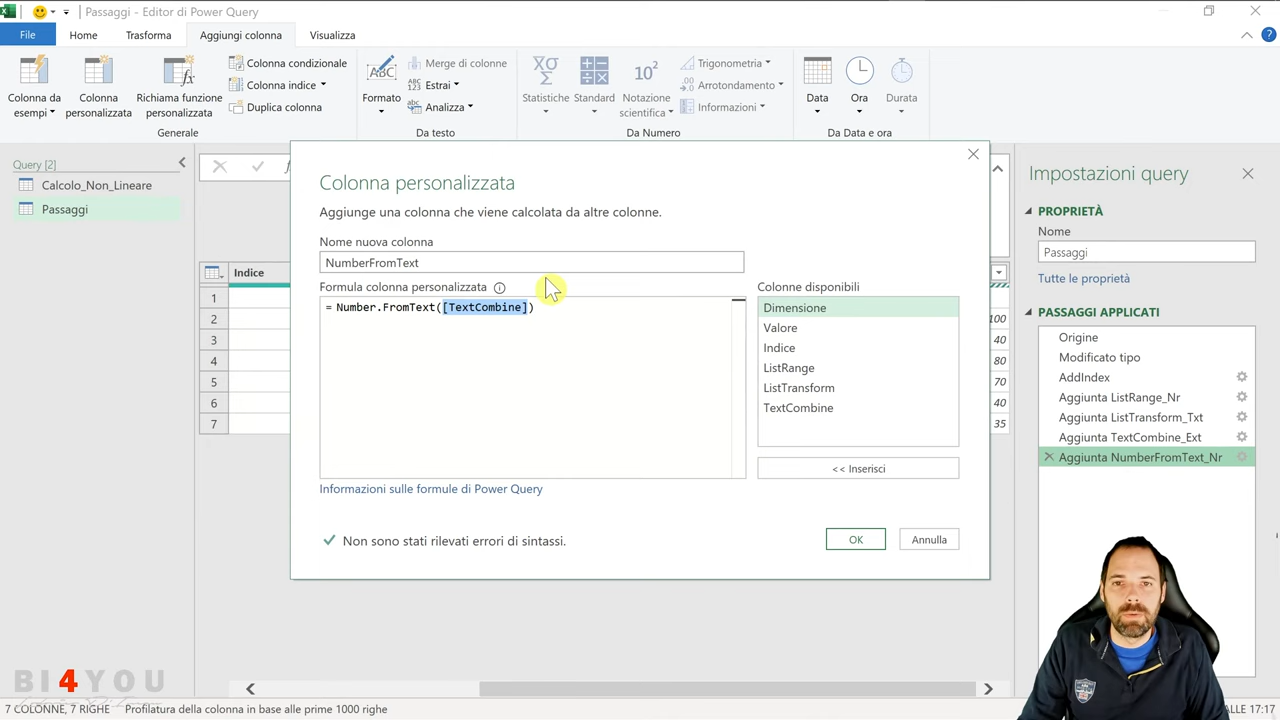 Passaggi - Editor di Power Query
File Home Trasforma Aggiungi colonna Visualizza
Colonna da esempi
Colonna personalizzata
Richiama funzione personalizzata
Colonna condizionale
Colonna indice
Duplica colonna
Generale
Formato
Merge di colonne
Estrai
Analizza
Da testo
Statistiche
Standard
Notazione scientifica
Trigonometria
Arrotondamento
Informazioni
Da Numero
Data
Ora
Durata
Da Data e ora
Query [2]
Calcolo_Non_Lineare
Passaggi
Indice
1
2 100
3 40
4 80
5 70
6 40
7 35
Colonna personalizzata
Aggiunge una colonna che viene calcolata da altre colonne.
Nome nuova colonna
NumberFromText
Formula colonna personalizzata
= Number.FromText([TextCombine])
Colonne disponibili
Dimensione
Valore
Indice
ListRange
ListTransform
TextCombine
<< Inserisci
Informazioni sulle formule di Power Query
Non sono stati rilevati errori di sintassi.
OK
Annulla
Impostazioni query
PROPRIETÀ
Nome
Passaggi
Tutte le proprietà
PASSAGGI APPLICATI
Origine
Modificato tipo
AddIndex
Aggiunta ListRange_Nr
Aggiunta ListTransform_Txt
Aggiunta TextCombine_Ext
Aggiunta NumberFromText_Nr
BI4YOU
7 COLONNE, 7 RIGHE Profilatura della colonna in base alle prime 1000 righe
ALLE 17:17